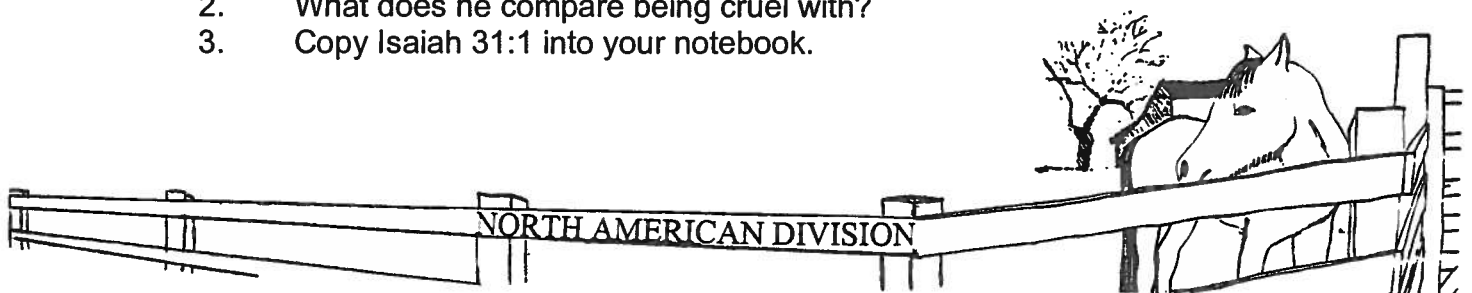 2. What does he compare being cruel with?
3. Copy Isaiah 31:1 into your notebook.
NORTH AMERICAN DIVISION